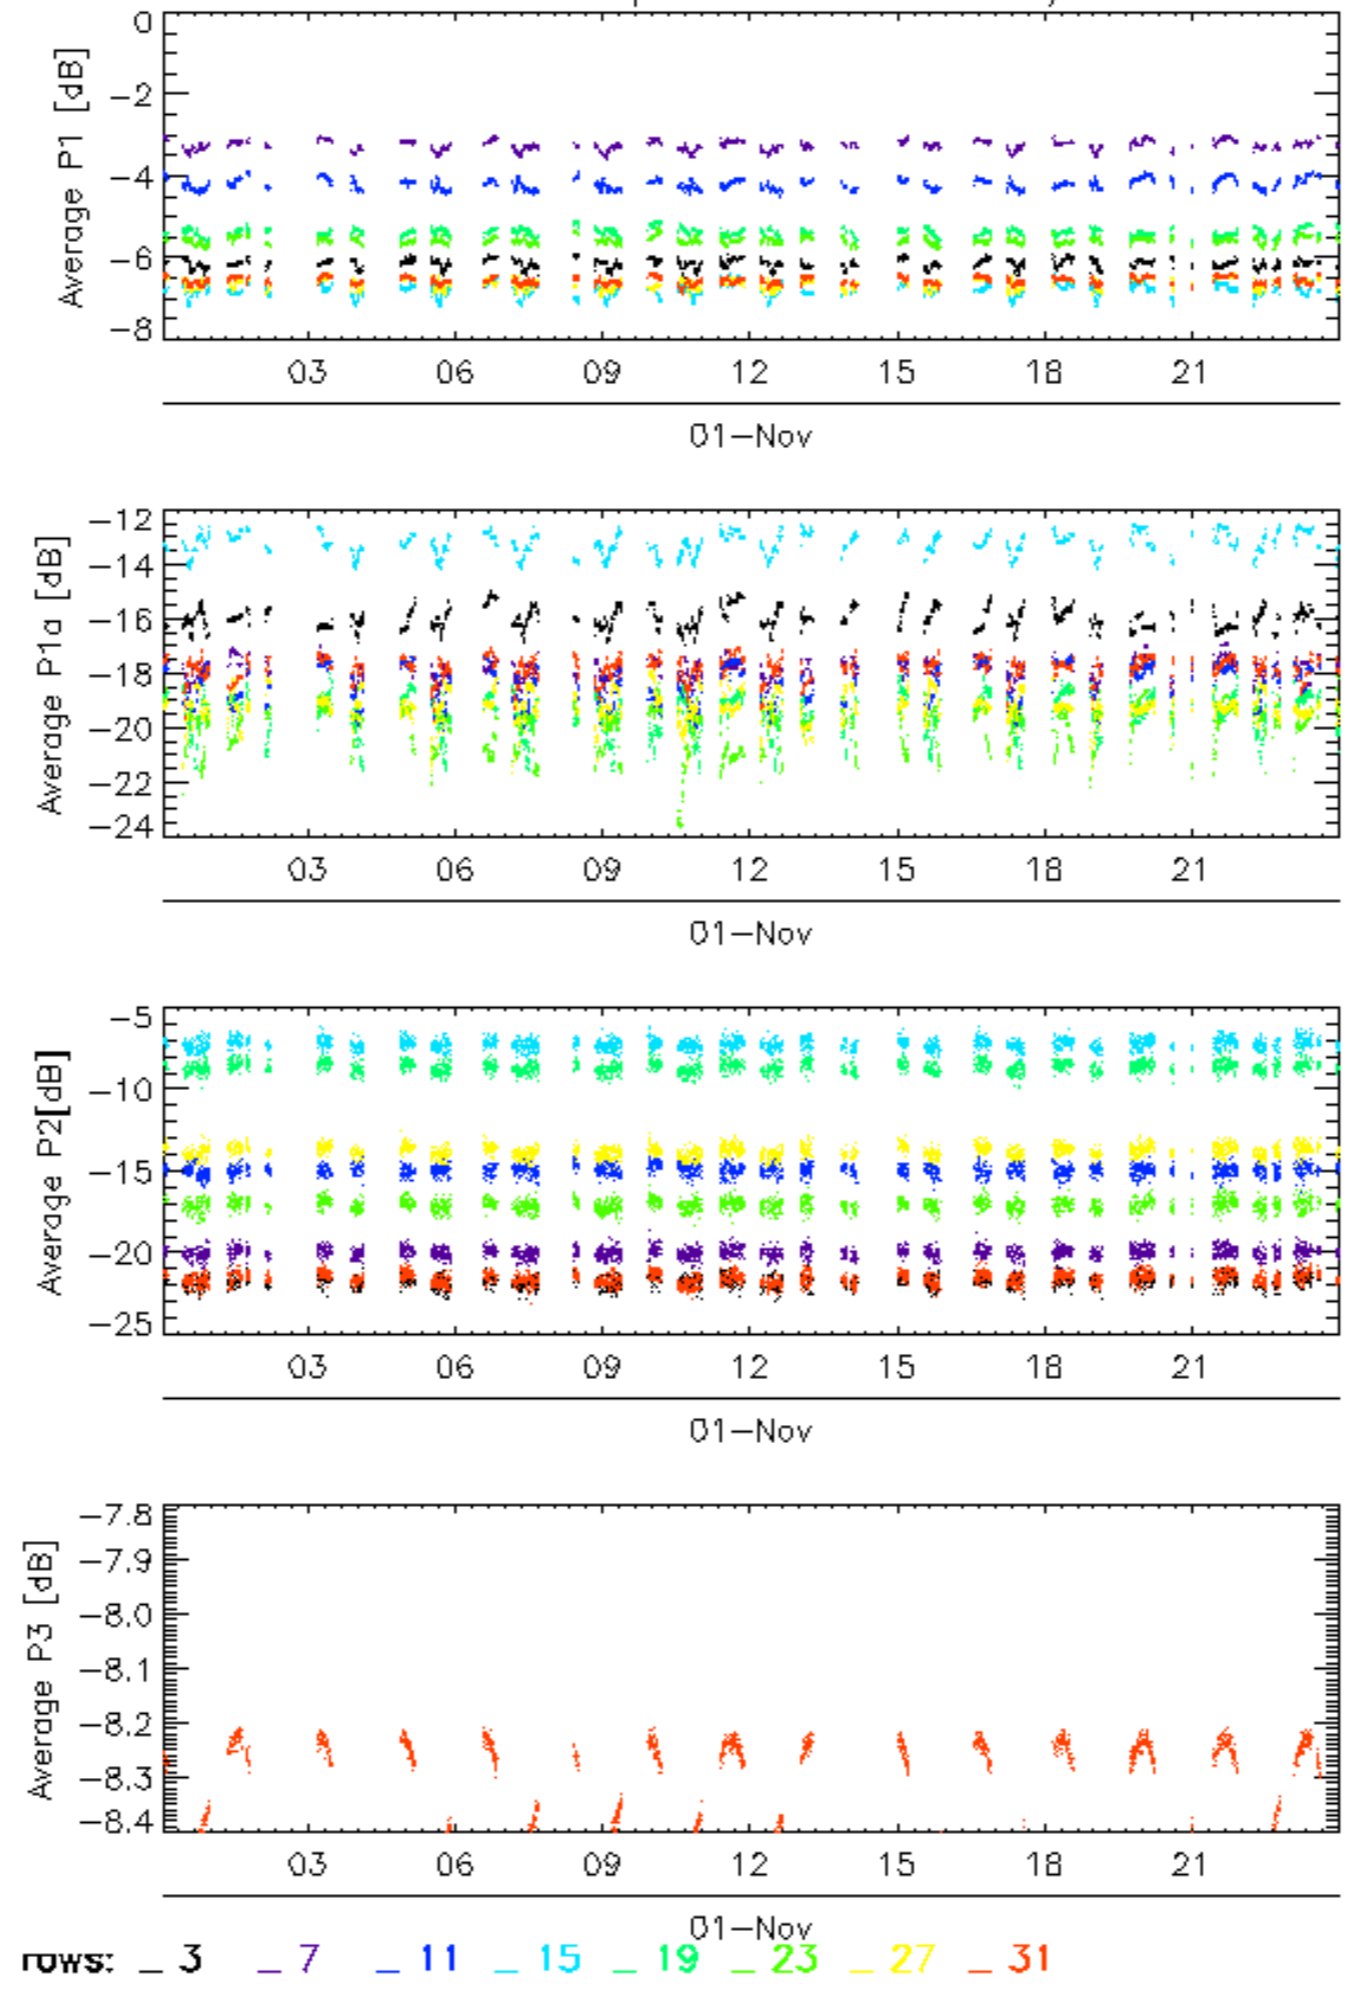 0
−2
−4
−6
−8
Average P1 [dB]
03 06 09 12 15 18 21
01−Nov
−12
−14
−16
−18
−20
−22
−24
Average P1a [dB]
03 06 09 12 15 18 21
01−Nov
−5
−10
−15
−20
−25
Average P2[dB]
03 06 09 12 15 18 21
01−Nov
−7.8
−7.9
−8.0
−8.1
−8.2
−8.3
−8.4
Average P3 [dB]
03 06 09 12 15 18 21
01−Nov
rows: _ 3 _ 7 _ 11 _ 15 _ 19 _ 23 _ 27 _ 31